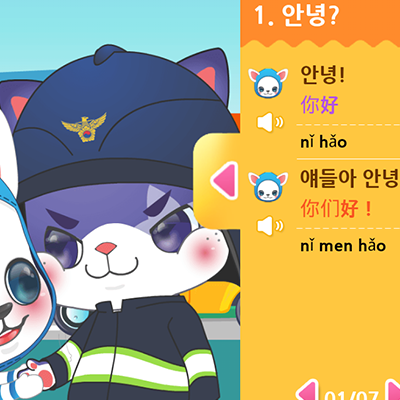 1. 안녕?
안녕!
你好
nǐ hǎo
얘들아 안녕
你们好！
nǐ men hǎo
01/07